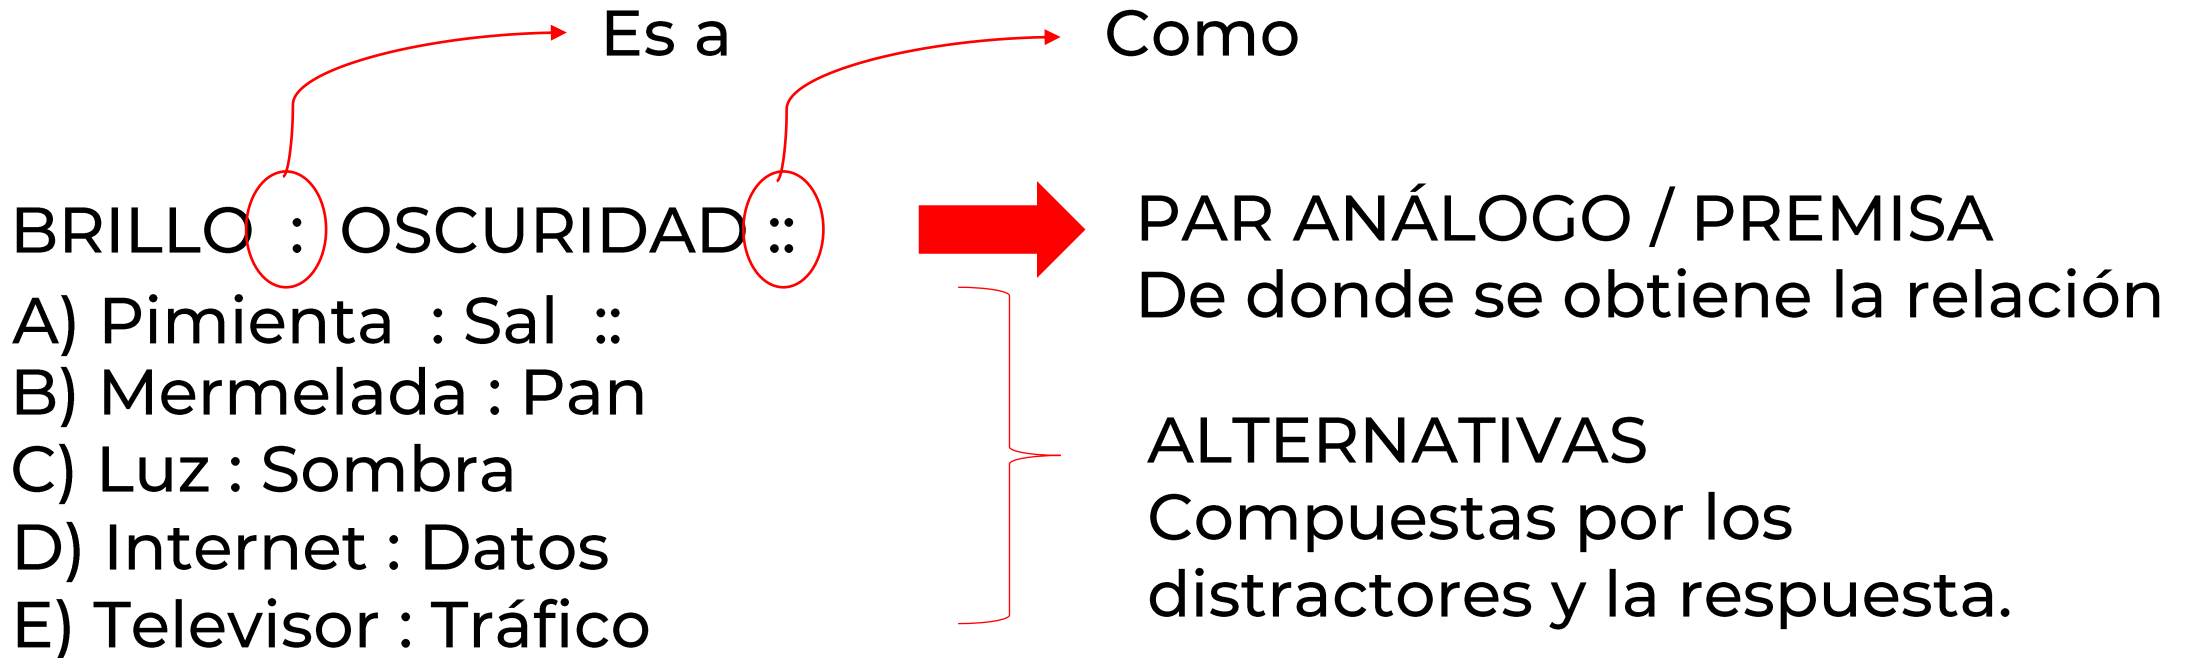 Es a
Como
BRILLO : OSCURIDAD ::
A) Pimienta : Sal ::
B) Mermelada : Pan
C) Luz : Sombra
D) Internet : Datos
E) Televisor : Tráfico
PAR ANÁLOGO / PREMISA
De donde se obtiene la relación
ALTERNATIVAS
Compuestas por los
distractores y la respuesta.